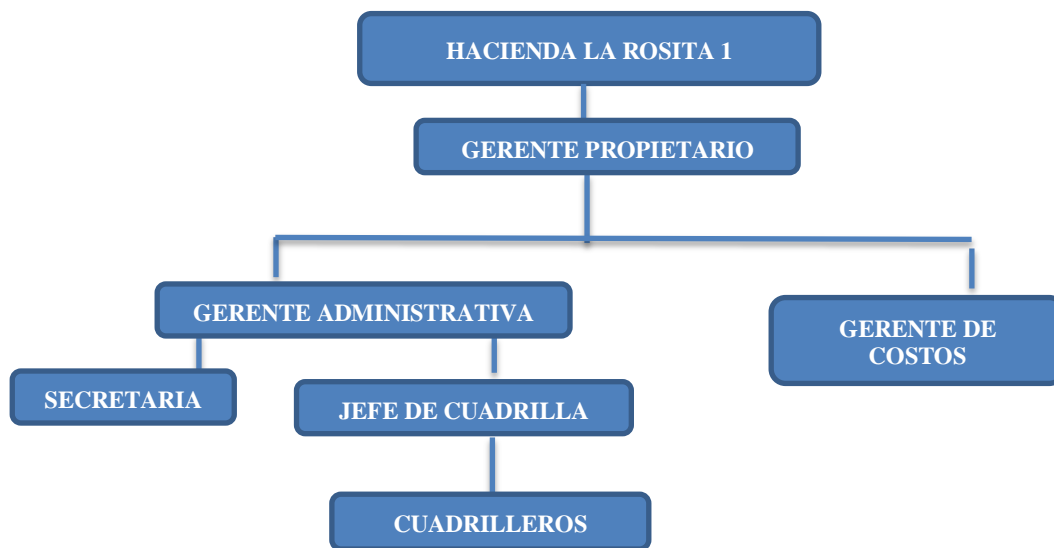 HACIENDA LA ROSITA 1
GERENTE PROPIETARIO
GERENTE ADMINISTRATIVA
GERENTE DE
COSTOS
SECRETARIA
JEFE DE CUADRILLA
CUADRILLEROS